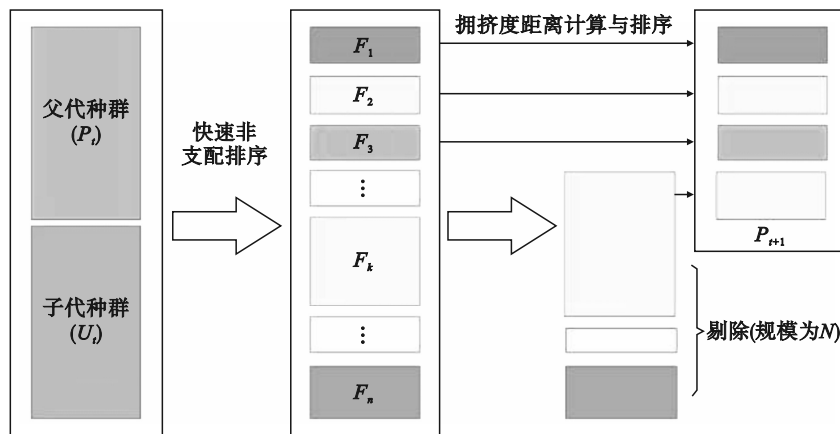 父代种群
(P_t)
子代种群
(U_t)
快速非
支配排序
F_1
F_2
F_3
⋮
F_k
⋮
F_n
拥挤度距离计算与排序
P_{t+1}
剔除(规模为N)